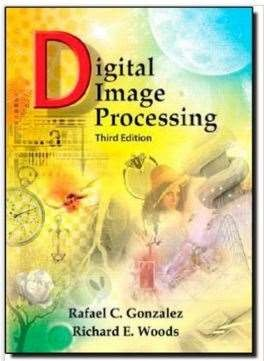 Digital
Image
Processing
Third Edition
Rafael C. Gonzalez
Richard E. Woods